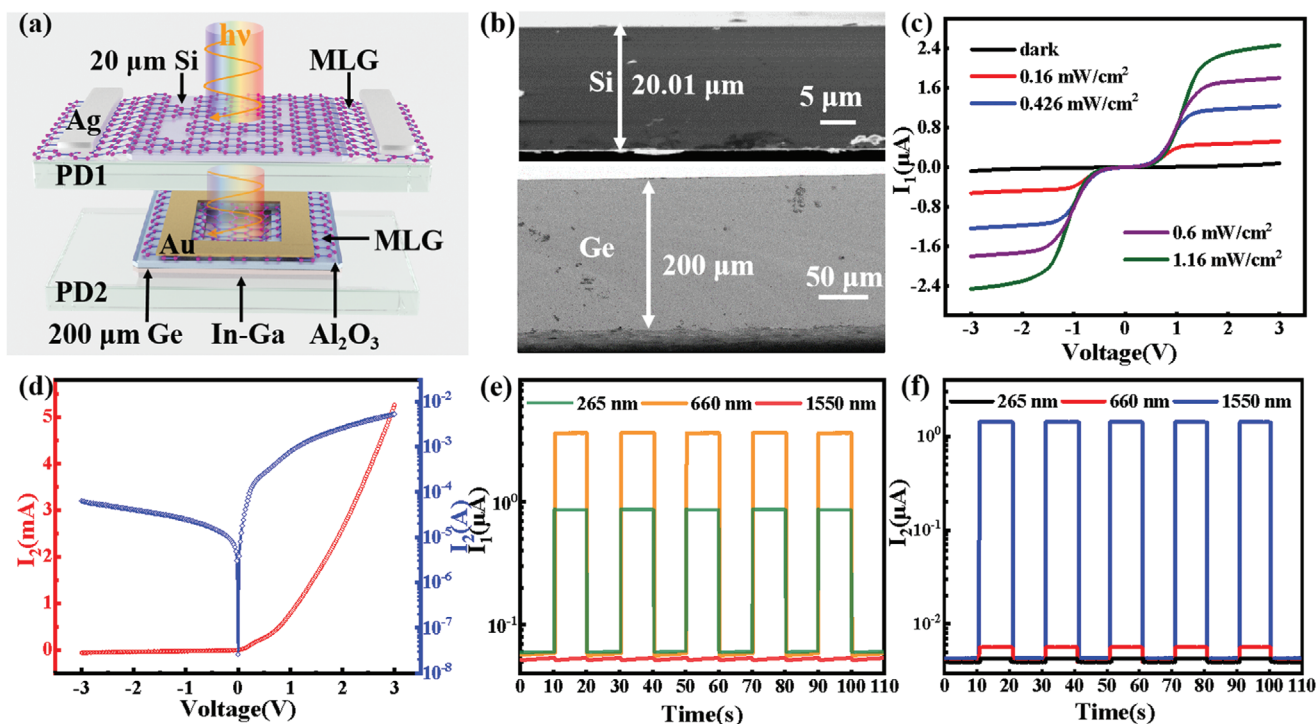 (a)
hν
20 μm Si
MLG
Ag
PD1
Au
MLG
PD2
200 μm Ge
In-Ga
Al₂O₃
(b)
Si
20.01 μm
5 μm
Ge
200 μm
50 μm
(c)
I₁(μA)
2.4
1.6
0.8
0.0
-0.8
-1.6
-2.4
dark
0.16 mW/cm²
0.426 mW/cm²
0.6 mW/cm²
1.16 mW/cm²
-3 -2 -1 0 1 2 3
Voltage(V)
(d)
I₂(mA)
5
4
3
2
1
0
10⁻²
10⁻³
10⁻⁴
10⁻⁵
10⁻⁶
10⁻⁷
10⁻⁸
I₂(A)
-3 -2 -1 0 1 2 3
Voltage(V)
(e)
265 nm 660 nm 1550 nm
I₁(μA)
10⁰
10⁻¹
0 10 20 30 40 50 60 70 80 90 100 110
Time(s)
(f)
265 nm 660 nm 1550 nm
I₂(μA)
10⁰
10⁻¹
10⁻²
0 10 20 30 40 50 60 70 80 90 100 110
Time(s)